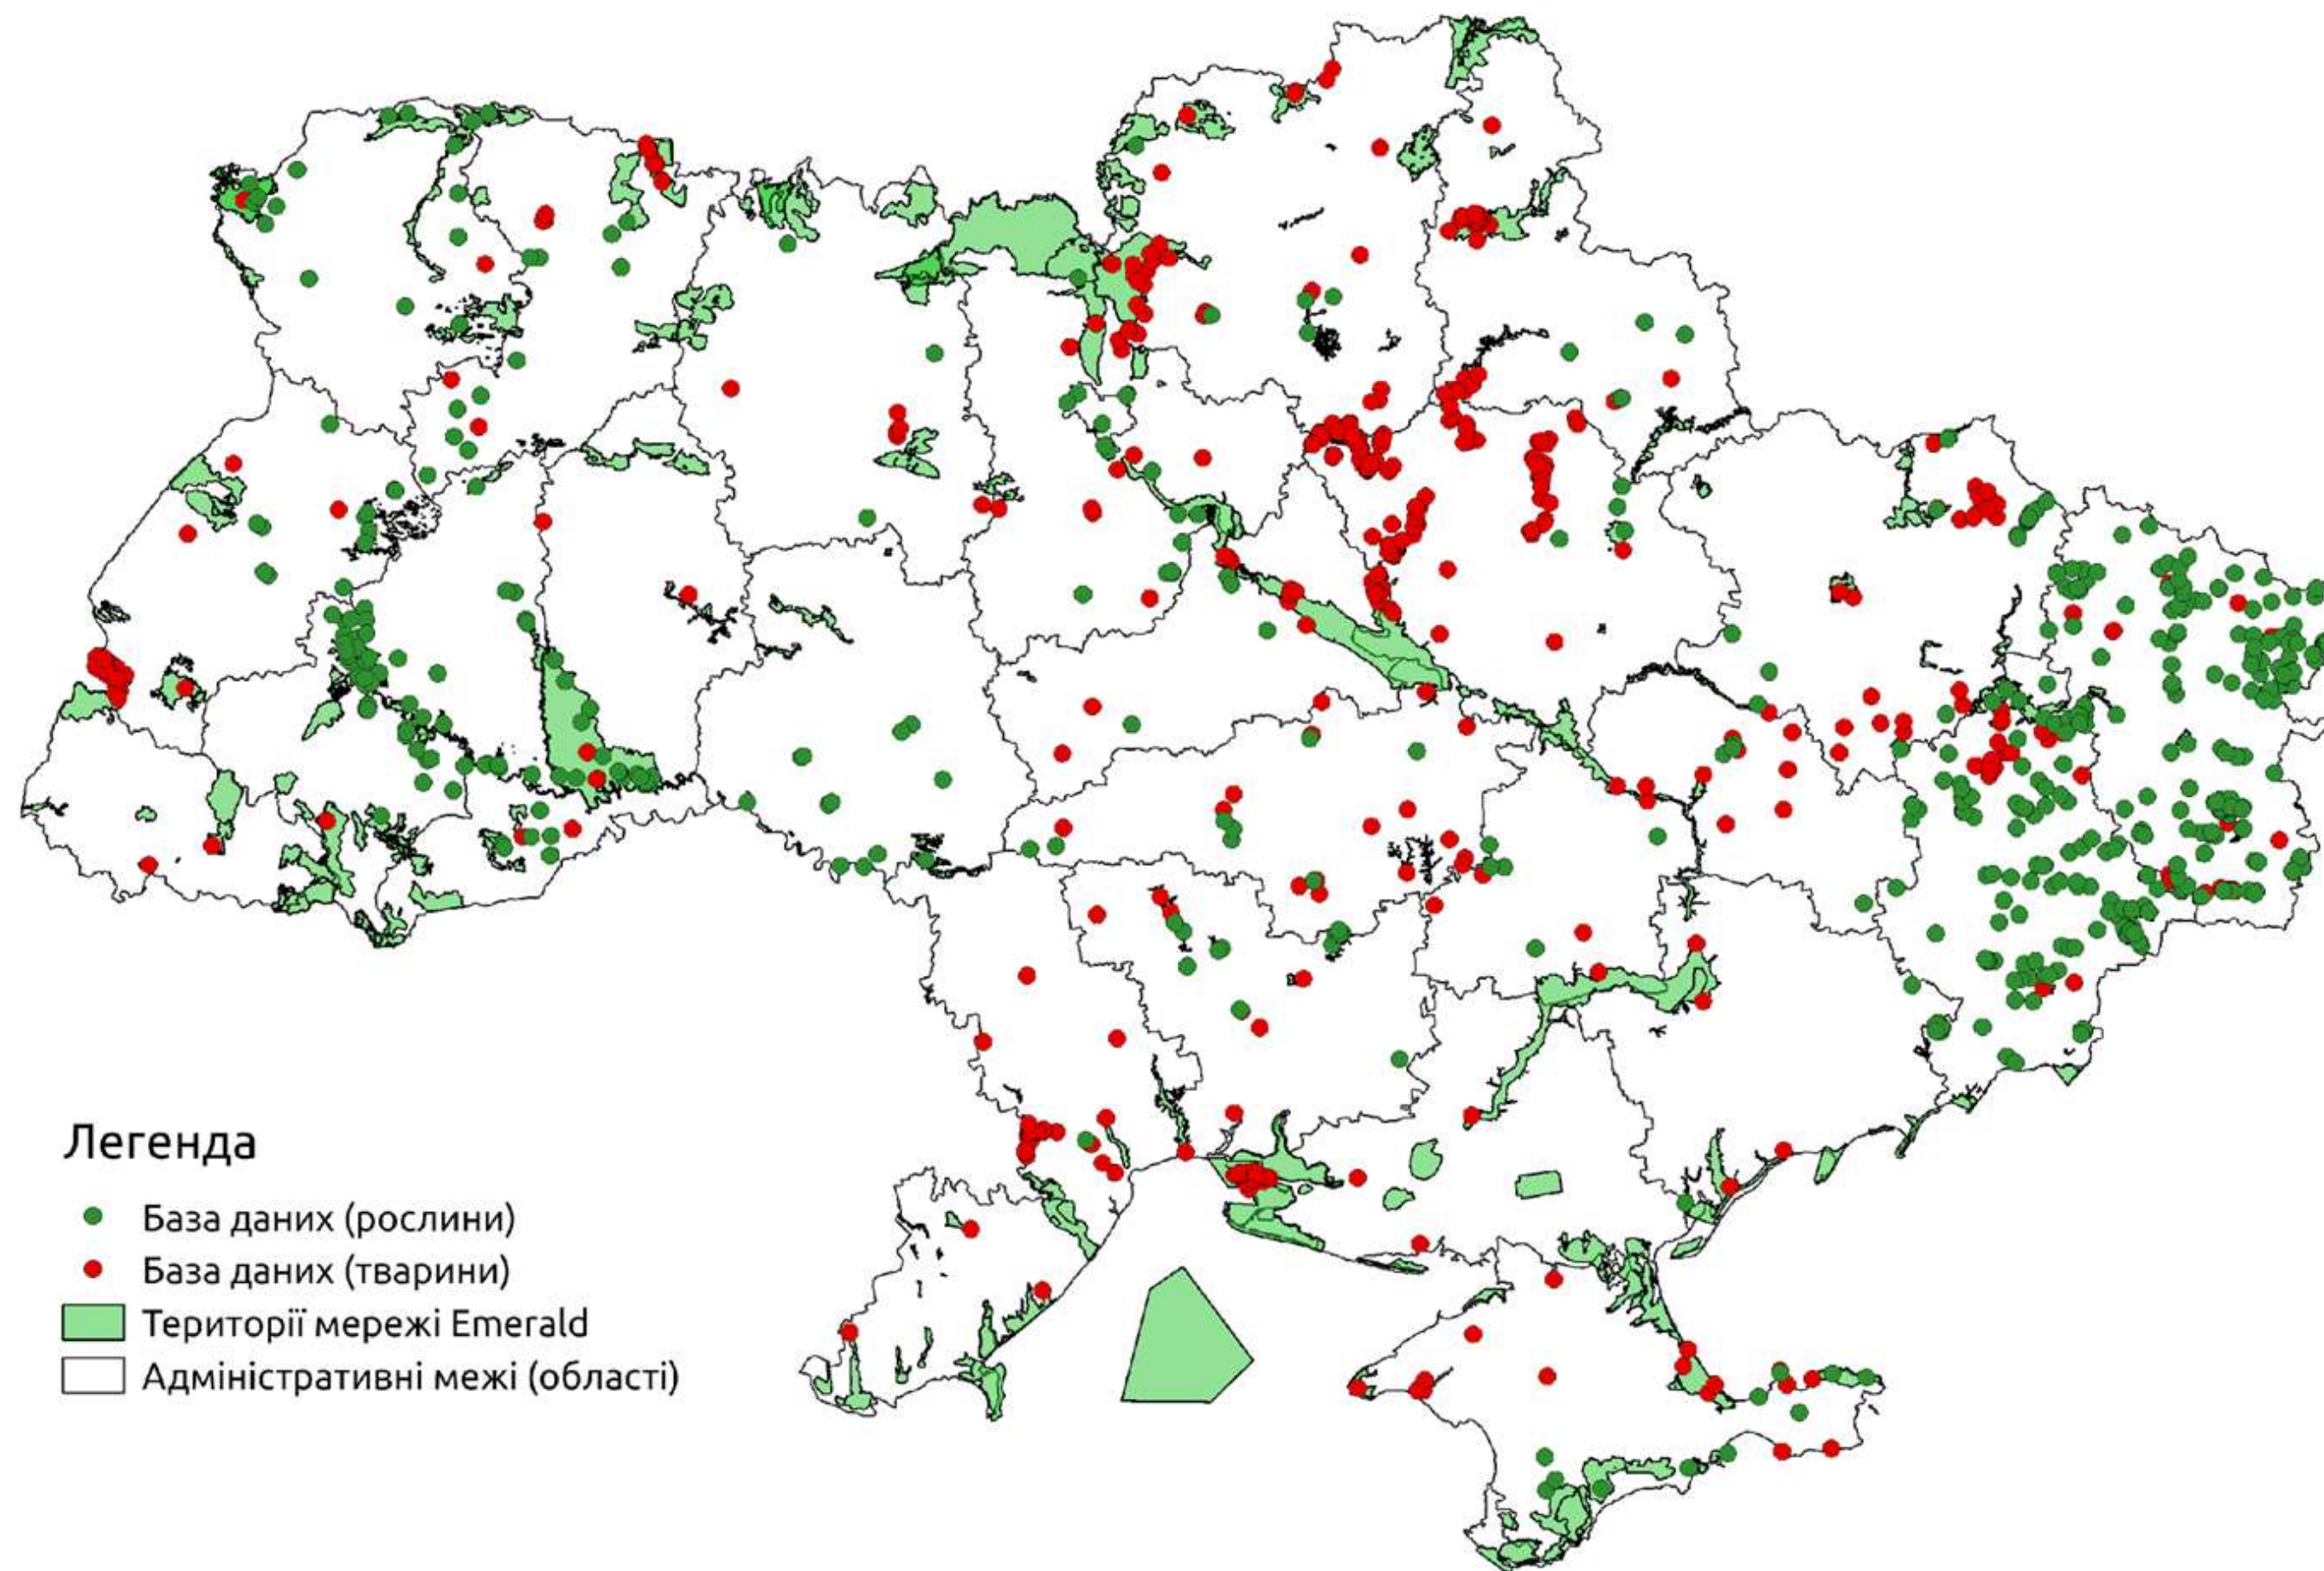 Легенда
База даних (рослини)
База даних (тварини)
Території мережі Emerald
Адміністративні межі (області)